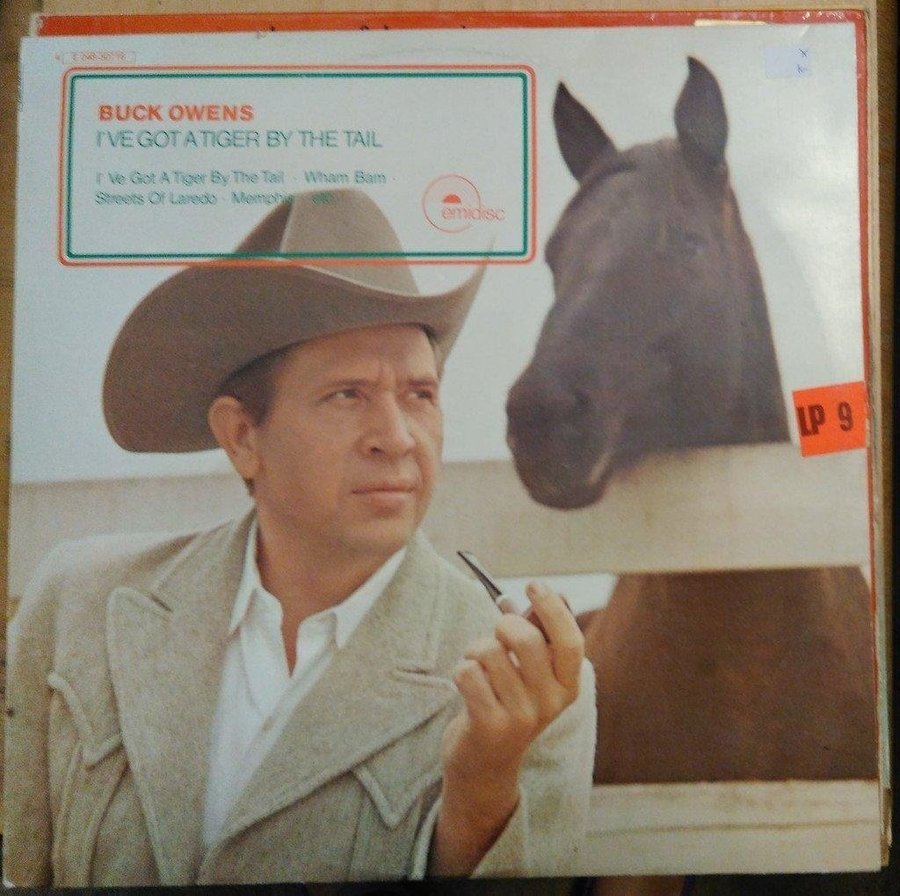 BUCK OWENS
I'VE GOT A TIGER BY THE TAIL
I' Ve Got A Tiger By The Tail · Wham Bam ·
Streets Of Laredo · Memphis etc.
emidisc
LP 9